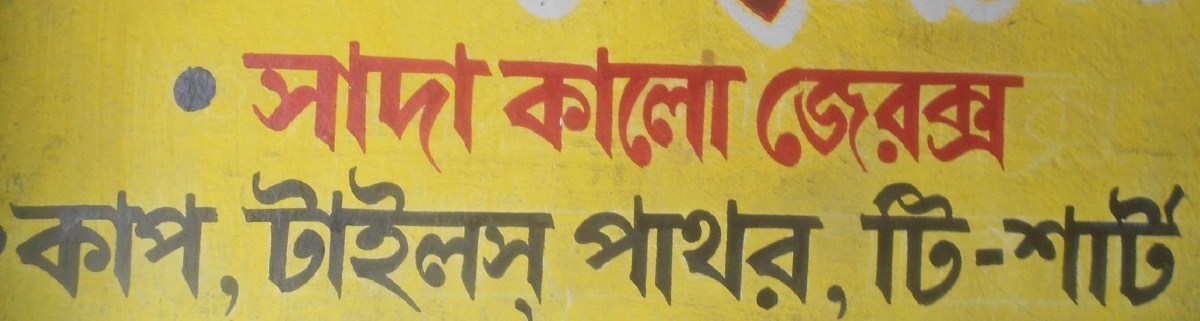 • সাদা কালো জেরক্স
কাপ, টাইলস্ পাথর, টি-শার্ট